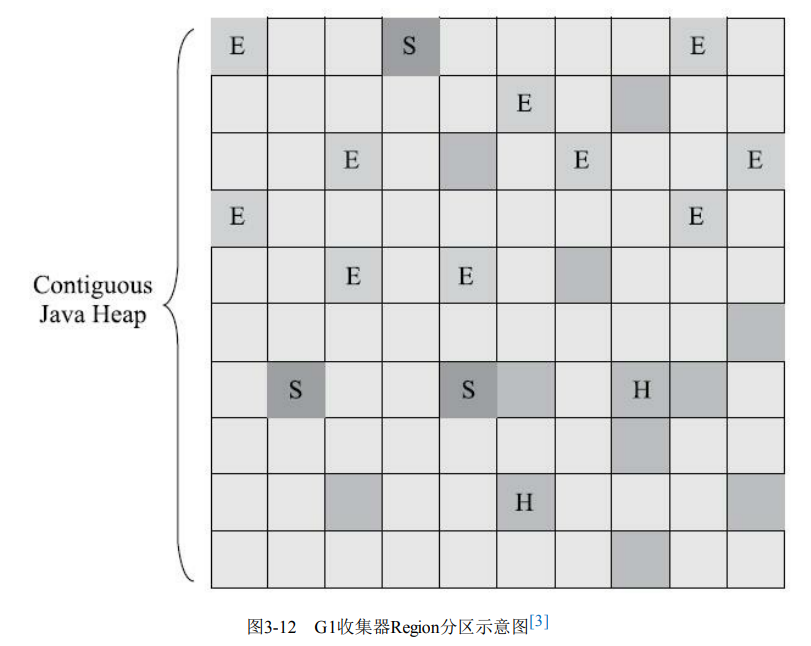 E S E
E
E E E
E E
Contiguous
Java Heap
E E
S S H
H
图3-12 G1收集器Region分区示意图[3]